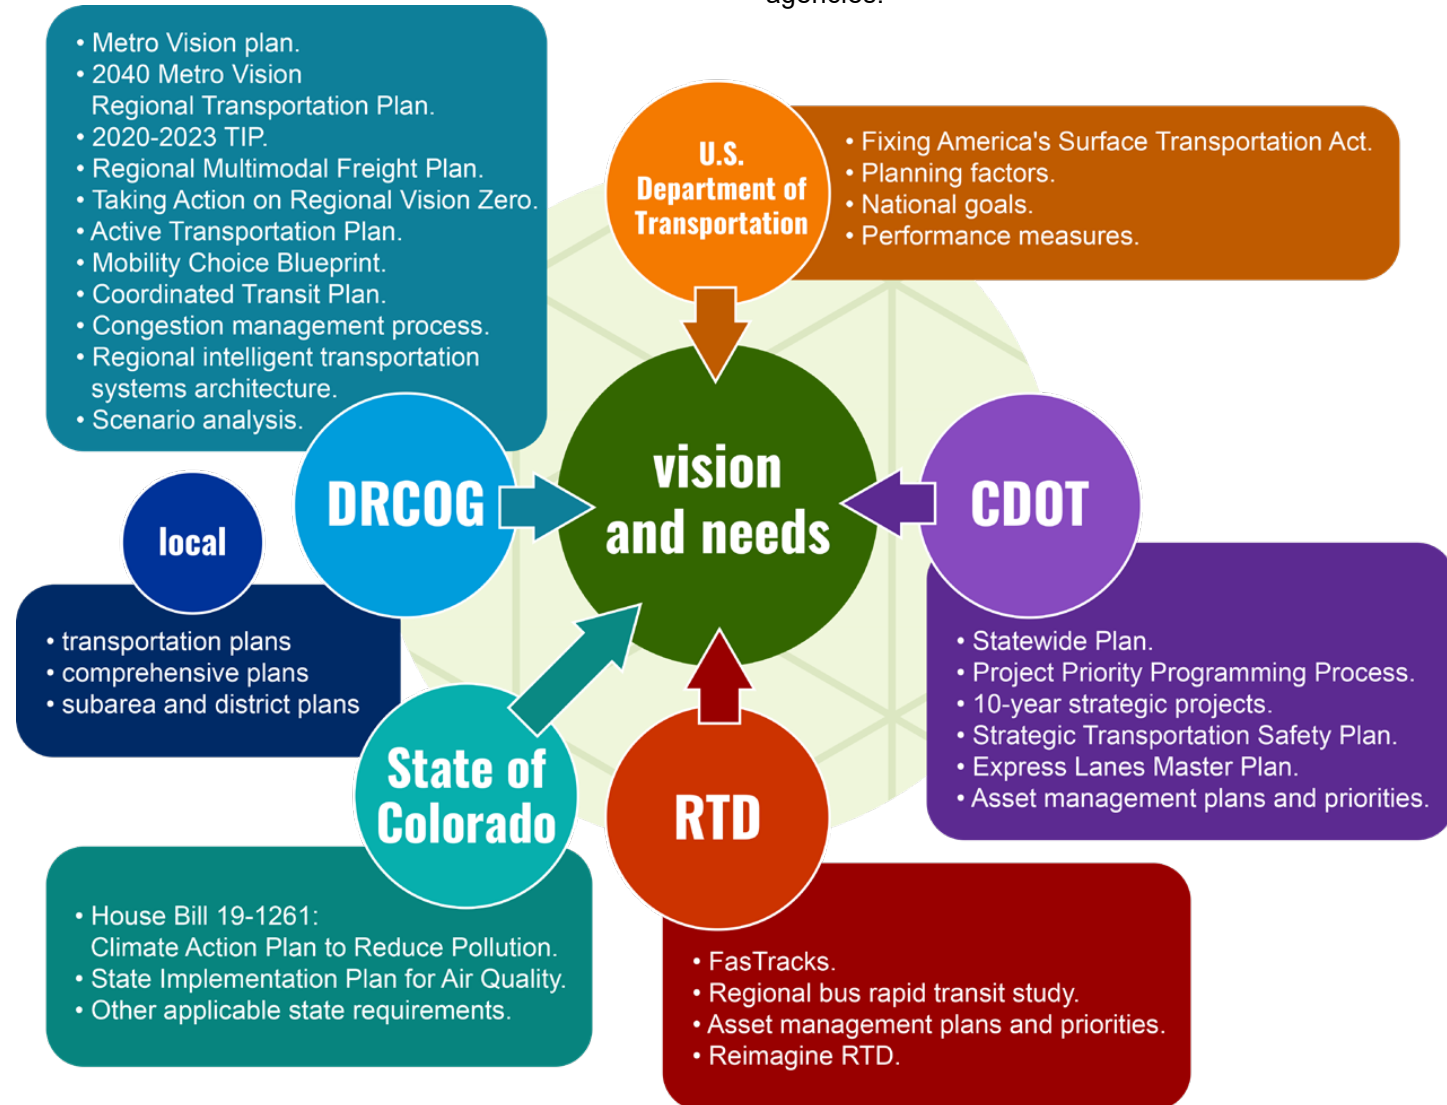 agencies.
• Metro Vision plan.
• 2040 Metro Vision
Regional Transportation Plan.
• 2020-2023 TIP.
• Regional Multimodal Freight Plan.
• Taking Action on Regional Vision Zero.
• Active Transportation Plan.
• Mobility Choice Blueprint.
• Coordinated Transit Plan.
• Congestion management process.
• Regional intelligent transportation
systems architecture.
• Scenario analysis.
U.S.
Department of
Transportation
• Fixing America's Surface Transportation Act.
• Planning factors.
• National goals.
• Performance measures.
DRCOG
vision
and needs
CDOT
local
• transportation plans
• comprehensive plans
• subarea and district plans
• Statewide Plan.
• Project Priority Programming Process.
• 10-year strategic projects.
• Strategic Transportation Safety Plan.
• Express Lanes Master Plan.
• Asset management plans and priorities.
State of
Colorado
RTD
• House Bill 19-1261:
Climate Action Plan to Reduce Pollution.
• State Implementation Plan for Air Quality.
• Other applicable state requirements.
• FasTracks.
• Regional bus rapid transit study.
• Asset management plans and priorities.
• Reimagine RTD.